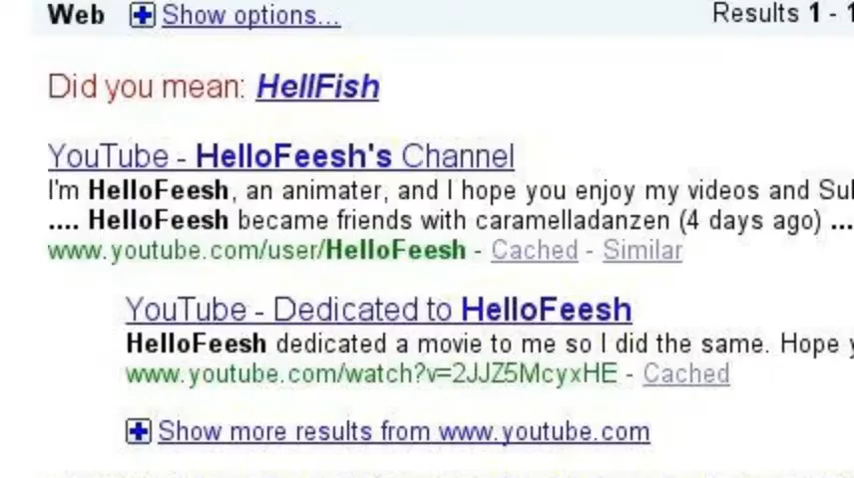 Web Show options...
Results 1 - 1
Did you mean: HellFish
YouTube - HelloFeesh's Channel
I'm HelloFeesh, an animater, and I hope you enjoy my videos and Sul
.... HelloFeesh became friends with caramelladanzen (4 days ago) ...
www.youtube.com/user/HelloFeesh - Cached - Similar
YouTube - Dedicated to HelloFeesh
HelloFeesh dedicated a movie to me so I did the same. Hope y
www.youtube.com/watch?v=2JJZ5McyxHE - Cached
Show more results from www.youtube.com